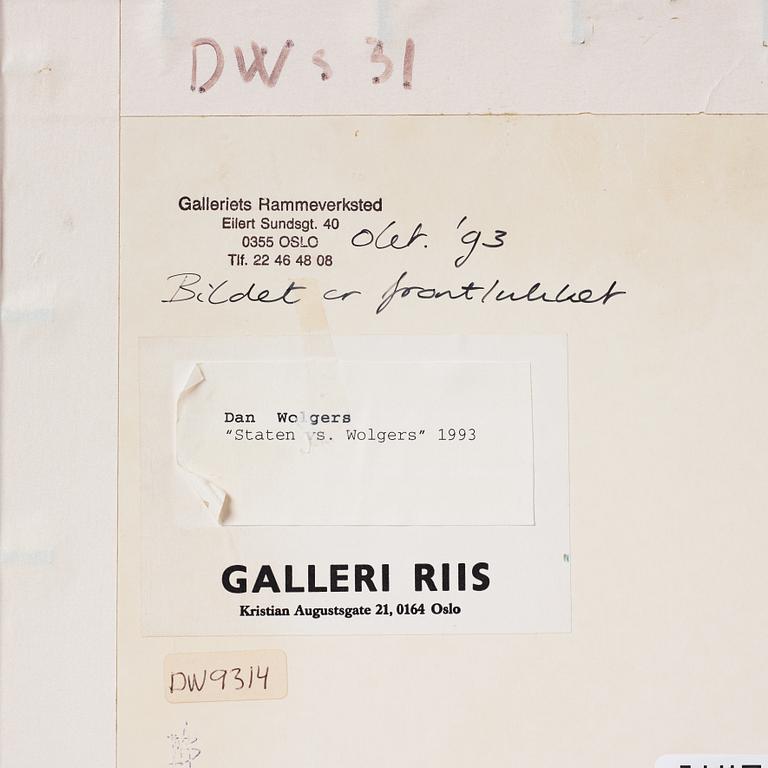 DWs 31
Galleriets Rammeverksted
Eilert Sundsgt. 40
0355 OSLO
Tlf. 22 46 48 08
Okt. '93
Bildet er frontlukket
Dan Wolgers
"Staten vs. Wolgers" 1993
GALLERI RIIS
Kristian Augustsgate 21, 0164 Oslo
DW9314